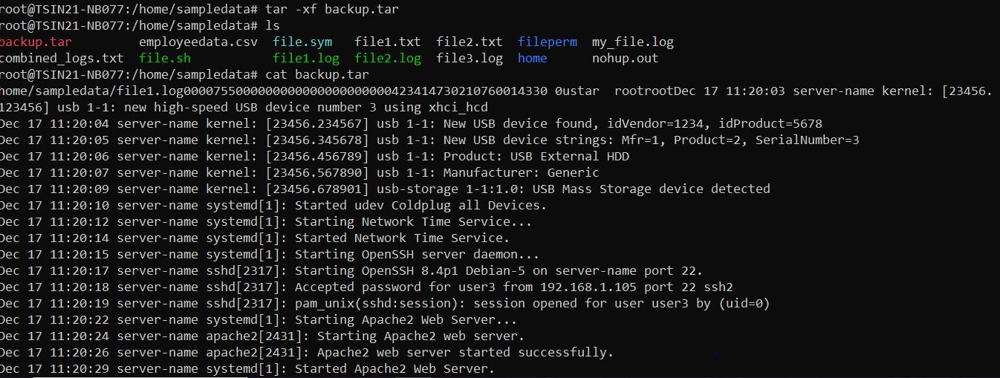 root@TSIN21-NB077:/home/sampledata# tar -xf backup.tar
root@TSIN21-NB077:/home/sampledata# ls
backup.tar employeedata.csv file.sym file1.txt file2.txt fileperm my_file.log
combined_logs.txt file.sh file1.log file2.log file3.log home nohup.out
root@TSIN21-NB077:/home/sampledata# cat backup.tar
home/sampledata/file1.log00007550000000000000000000000423414730210760014330 0ustar  rootrootDec 17 11:20:03 server-name kernel: [23456.
123456] usb 1-1: new high-speed USB device number 3 using xhci_hcd
Dec 17 11:20:04 server-name kernel: [23456.234567] usb 1-1: New USB device found, idVendor=1234, idProduct=5678
Dec 17 11:20:05 server-name kernel: [23456.345678] usb 1-1: New USB device strings: Mfr=1, Product=2, SerialNumber=3
Dec 17 11:20:06 server-name kernel: [23456.456789] usb 1-1: Product: USB External HDD
Dec 17 11:20:07 server-name kernel: [23456.567890] usb 1-1: Manufacturer: Generic
Dec 17 11:20:09 server-name kernel: [23456.678901] usb-storage 1-1:1.0: USB Mass Storage device detected
Dec 17 11:20:10 server-name systemd[1]: Started udev Coldplug all Devices.
Dec 17 11:20:12 server-name systemd[1]: Starting Network Time Service...
Dec 17 11:20:14 server-name systemd[1]: Started Network Time Service.
Dec 17 11:20:15 server-name systemd[1]: Starting OpenSSH server daemon...
Dec 17 11:20:17 server-name sshd[2317]: Starting OpenSSH 8.4p1 Debian-5 on server-name port 22.
Dec 17 11:20:18 server-name sshd[2317]: Accepted password for user3 from 192.168.1.105 port 22 ssh2
Dec 17 11:20:19 server-name sshd[2317]: pam_unix(sshd:session): session opened for user user3 by (uid=0)
Dec 17 11:20:22 server-name systemd[1]: Starting Apache2 Web Server...
Dec 17 11:20:24 server-name apache2[2431]: Starting Apache2 web server.
Dec 17 11:20:26 server-name apache2[2431]: Apache2 web server started successfully.
Dec 17 11:20:29 server-name systemd[1]: Started Apache2 Web Server.